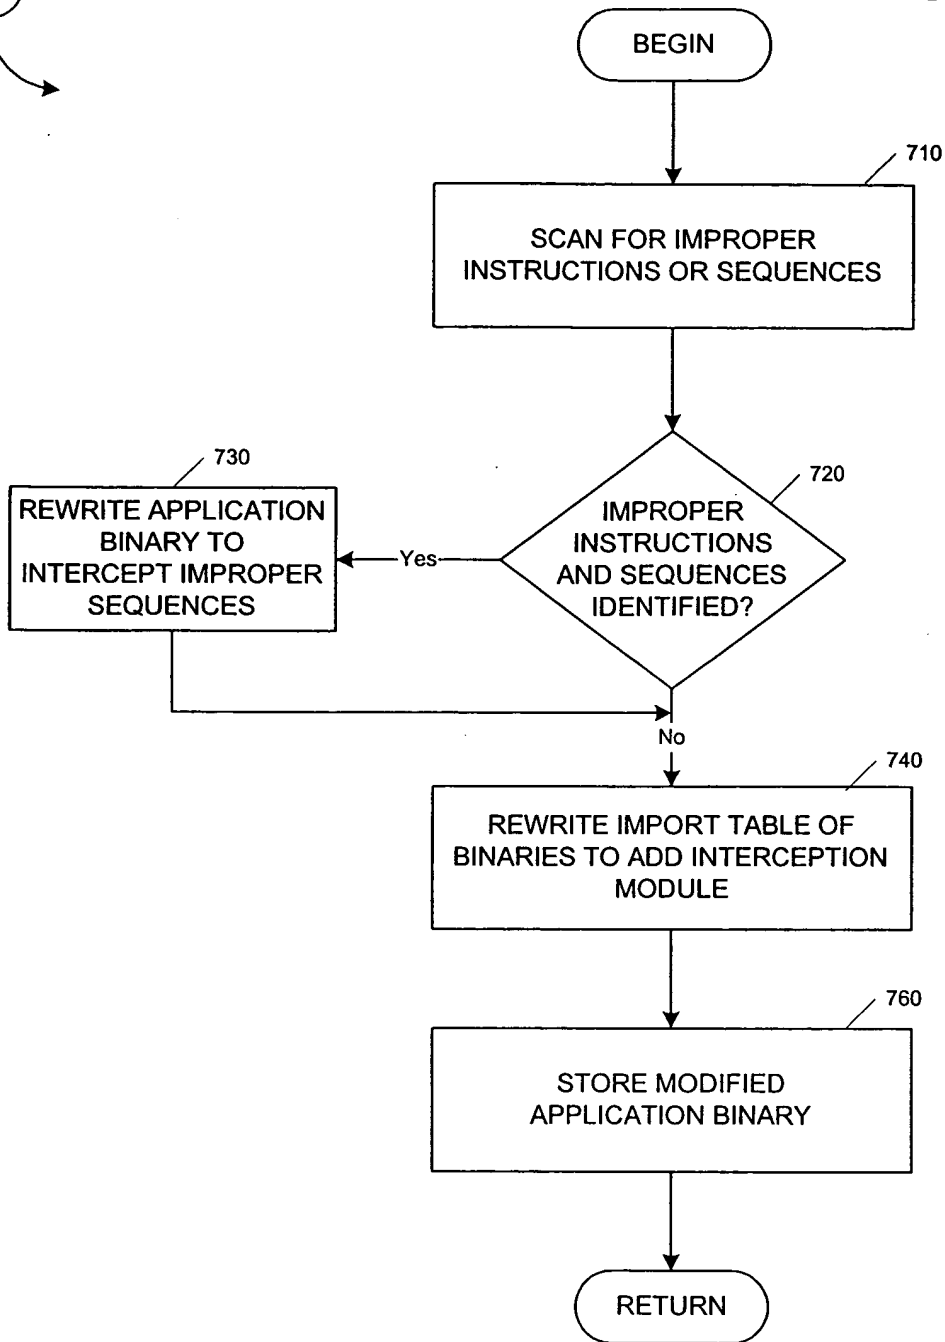 BEGIN
710
SCAN FOR IMPROPER
INSTRUCTIONS OR SEQUENCES
730
REWRITE APPLICATION
BINARY TO
INTERCEPT IMPROPER
SEQUENCES
Yes
720
IMPROPER
INSTRUCTIONS
AND SEQUENCES
IDENTIFIED?
No
740
REWRITE IMPORT TABLE OF
BINARIES TO ADD INTERCEPTION
MODULE
760
STORE MODIFIED
APPLICATION BINARY
RETURN